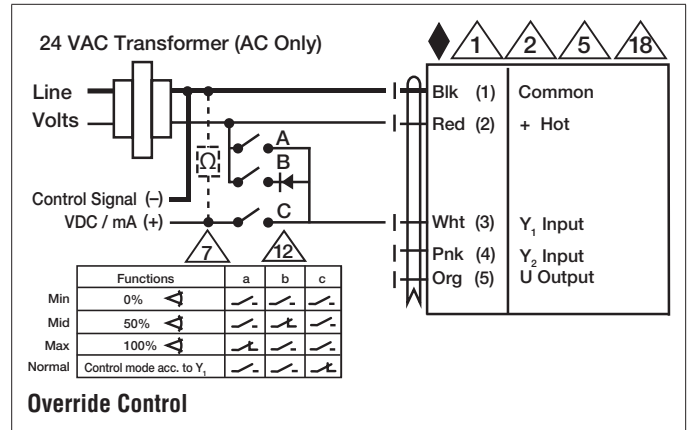 24 VAC Transformer (AC Only)
1 2 5 18
Line
Volts
Blk (1) Common
Red (2) + Hot
A
B
C
Ω
Control Signal (–)
VDC / mA (+)
Wht (3) Y₁ Input
Pnk (4) Y₂ Input
Org (5) U Output
7 12
Functions a b c
Min 0%
Mid 50%
Max 100%
Normal Control mode acc. to Y₁
Override Control